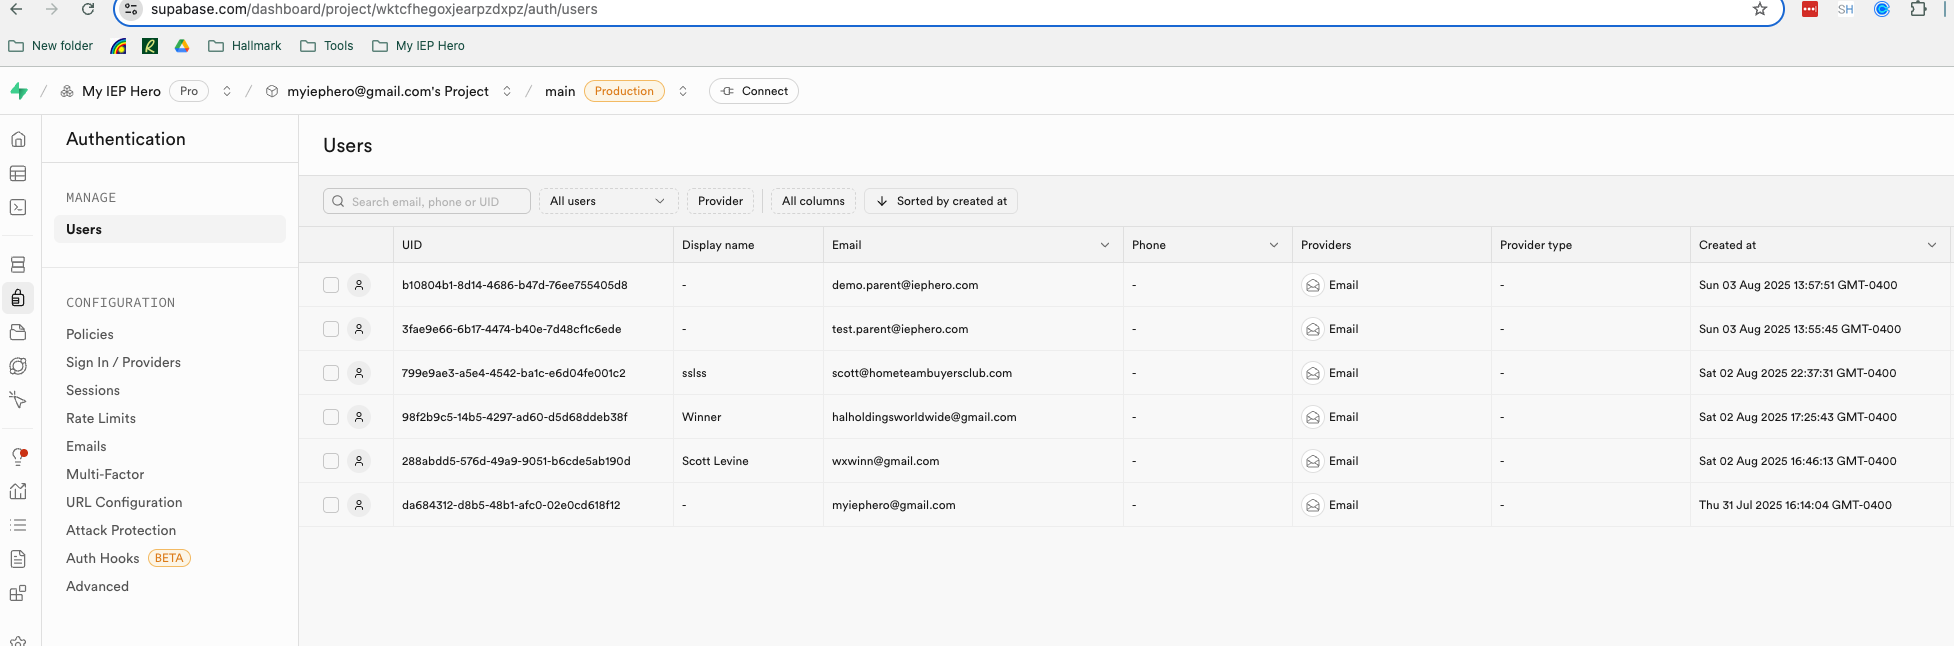 supabase.com/dashboard/project/wktcfhegoxjearpzdxpz/auth/users
SH
New folder Hallmark Tools My IEP Hero
/ My IEP Hero Pro / myiephero@gmail.com's Project / main Production Connect
Authentication
Users
MANAGE
Users
CONFIGURATION
Policies
Sign In / Providers
Sessions
Rate Limits
Emails
Multi-Factor
URL Configuration
Attack Protection
Auth Hooks BETA
Advanced
Search email, phone or UID All users Provider All columns Sorted by created at
UID Display name Email Phone Providers Provider type Created at
b10804b1-8d14-4686-b47d-76ee755405d8 - demo.parent@iephero.com - Email - Sun 03 Aug 2025 13:57:51 GMT-0400
3fae9e66-6b17-4474-b40e-7d48cf1c6ede - test.parent@iephero.com - Email - Sun 03 Aug 2025 13:55:45 GMT-0400
799e9ae3-a5e4-4542-ba1c-e6d04fe001c2 sslss scott@hometeambuyersclub.com - Email - Sat 02 Aug 2025 22:37:31 GMT-0400
98f2b9c5-14b5-4297-ad60-d5d68ddeb38f Winner halholdingsworldwide@gmail.com - Email - Sat 02 Aug 2025 17:25:43 GMT-0400
288abdd5-576d-49a9-9051-b6cde5ab190d Scott Levine wxwinn@gmail.com - Email - Sat 02 Aug 2025 16:46:13 GMT-0400
da684312-d8b5-48b1-afc0-02e0cd618f12 - myiephero@gmail.com - Email - Thu 31 Jul 2025 16:14:04 GMT-0400